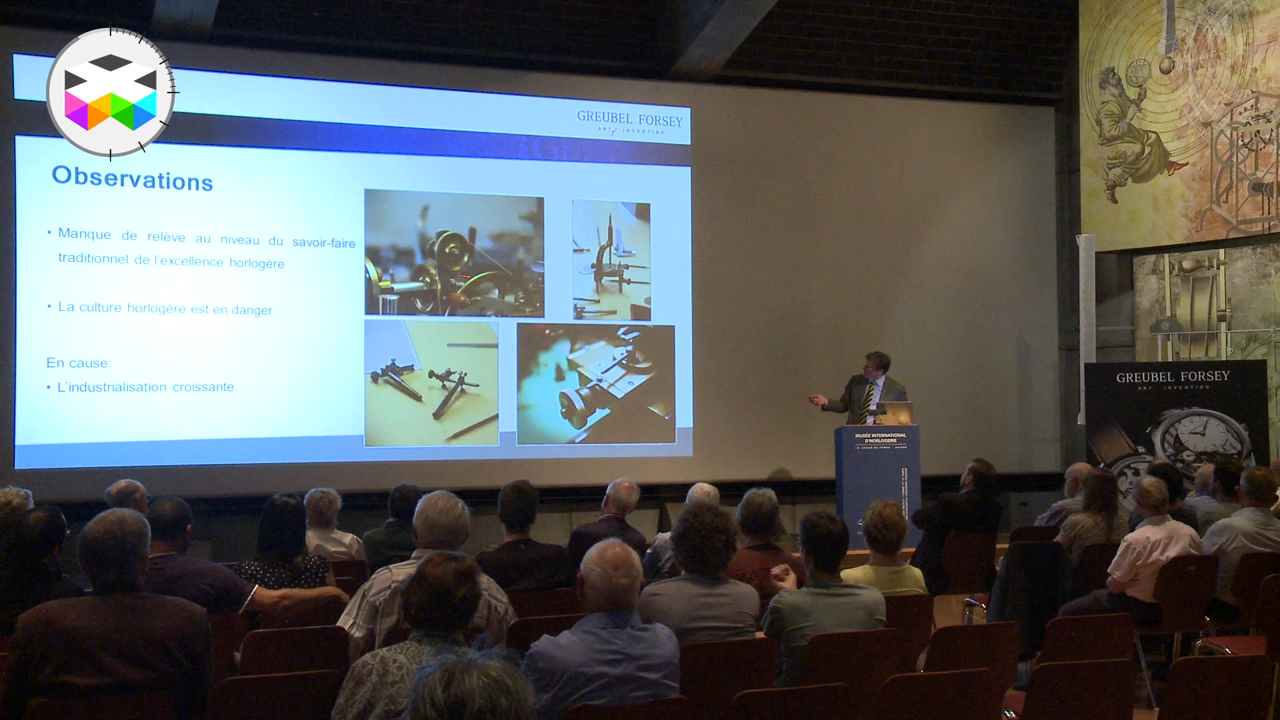 GREUBEL FORSEY
ART INVENTION
Observations
• Manque de relève au niveau du savoir-faire
traditionnel de l'excellence horlogère
• La culture horlogère est en danger
En cause:
• L'industrialisation croissante
MUSÉE INTERNATIONAL
D'HORLOGERIE
GREUBEL FORSEY
ART INVENTION